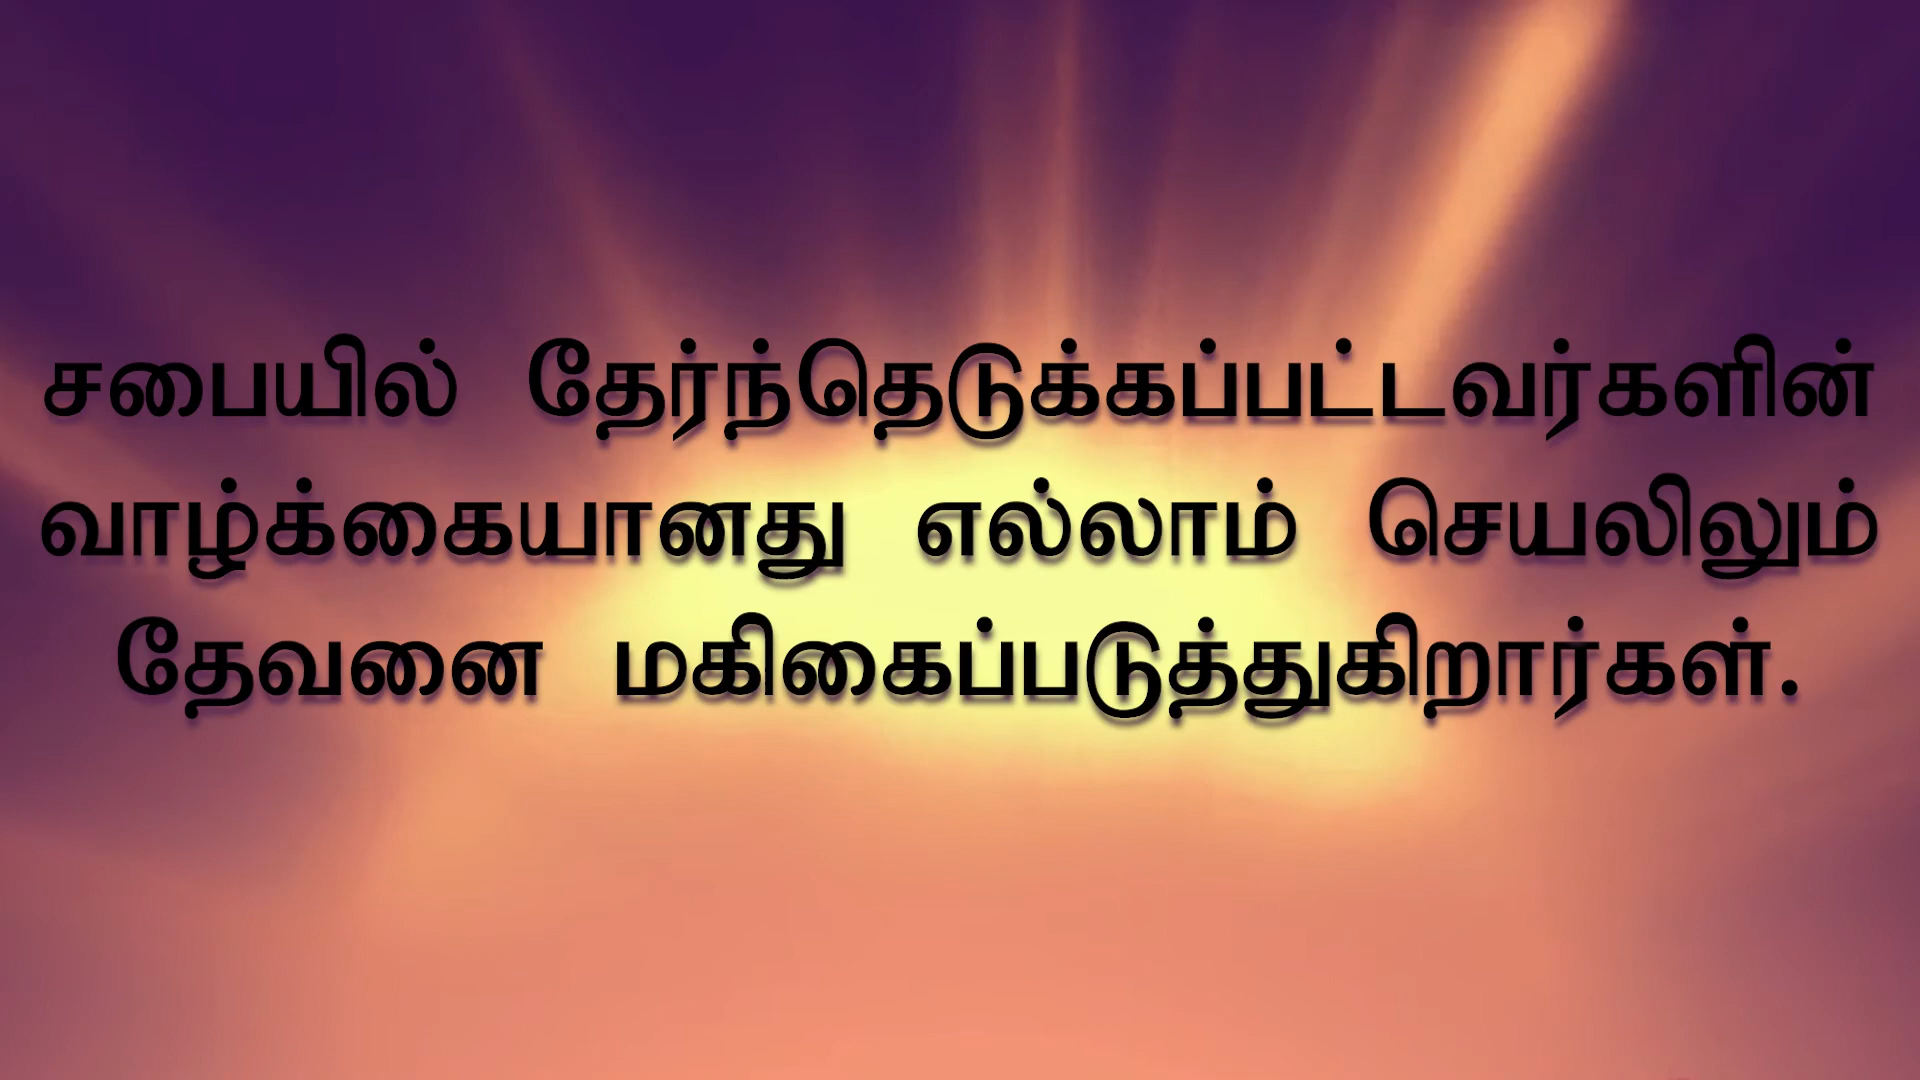 சபையில் தேர்ந்தெடுக்கப்பட்டவர்களின்
வாழ்க்கையானது எல்லாம் செயலிலும்
தேவனை மகிகைப்படுத்துகிறார்கள்.